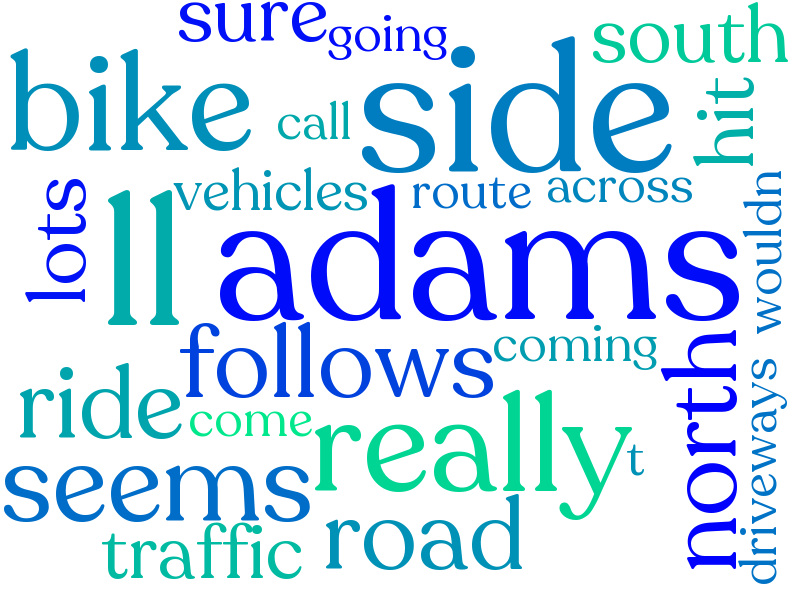 sure
going
south
bike
call
side
hit
lots
ll
vehicles
route
across
wouldn
adams
follows
coming
north
ride
come
really
t
driveways
seems
road
traffic